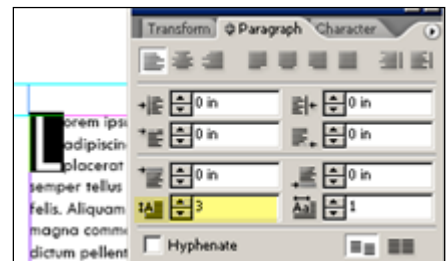 Transform Paragraph Character
0 in 0 in
0 in 0 in
0 in 0 in
3 1
Hyphenate
Lorem ipsu
adipiscin
placerat
semper tellus
felis. Aliquam
magna comm
dictum pellent